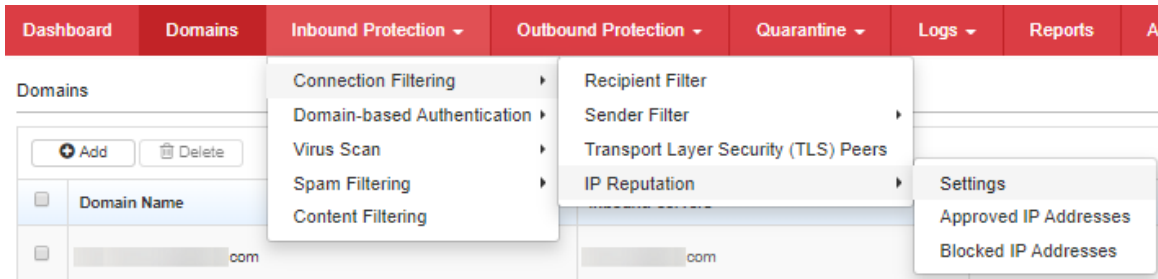 Dashboard Domains Inbound Protection Outbound Protection Quarantine Logs Reports A
Domains
Add Delete
Domain Name
com com
Connection Filtering
Domain-based Authentication
Virus Scan
Spam Filtering
Content Filtering
Recipient Filter
Sender Filter
Transport Layer Security (TLS) Peers
IP Reputation
Settings
Approved IP Addresses
Blocked IP Addresses